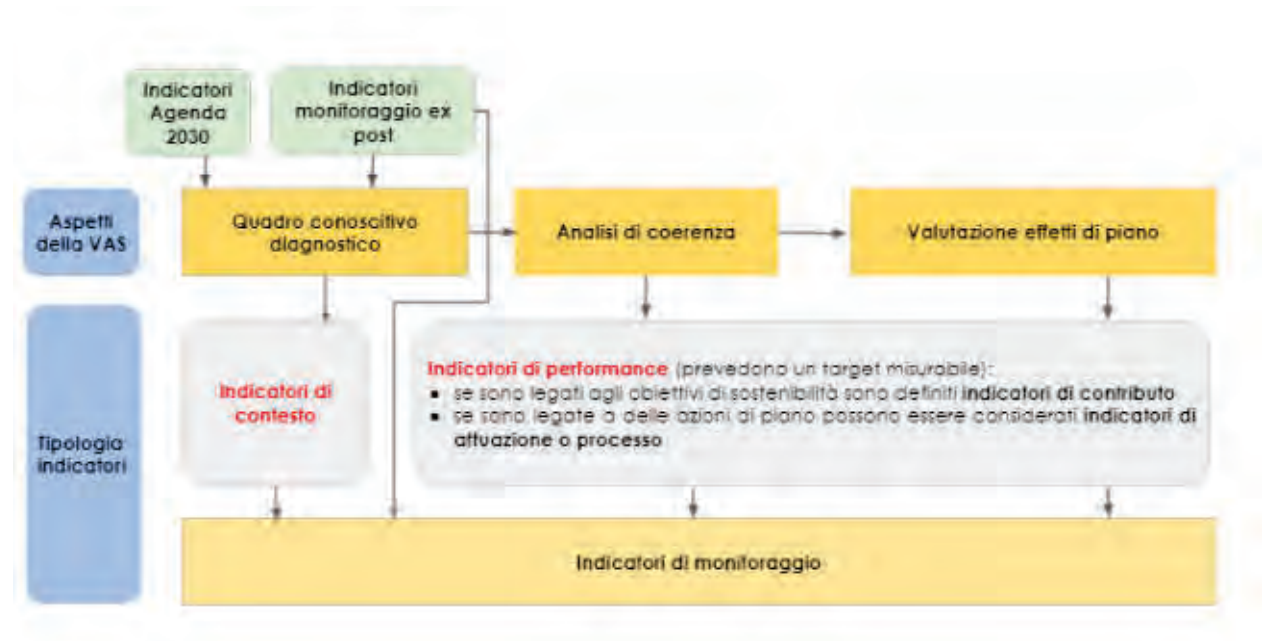 Indicatori
Agenda
2030
Indicatori
monitoraggio ex
post
Aspetti
della VAS
Quadro conoscitivo
diagnostico
Analisi di coerenza
Valutazione effetti di piano
Tipologia
indicatori
Indicatori di
contesto
Indicatori di performance (prevedono un target misurabile):
▪ se sono legati agli obiettivi di sostenibilità sono definiti indicatori di contributo
▪ se sono legate a delle azioni di piano possono essere considerati indicatori di
attuazione o processo
Indicatori di monitoraggio